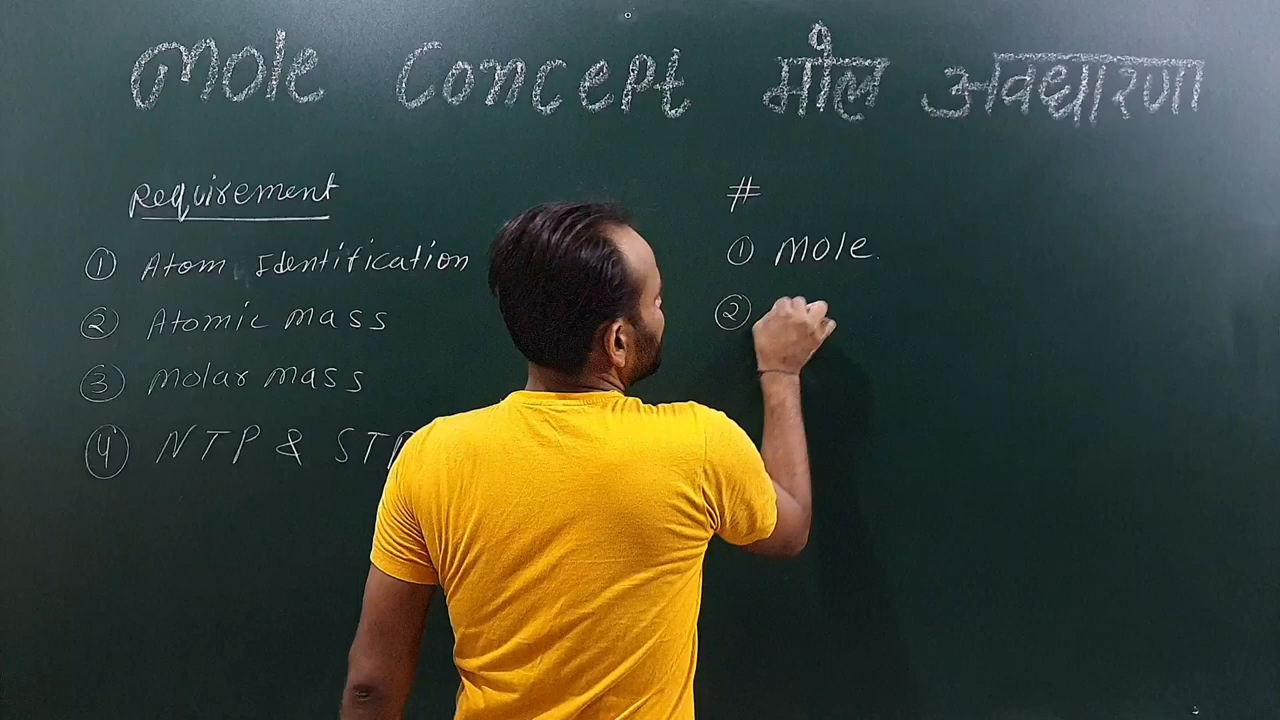 Mole Concept मोल अवधारणा
Requirement
① Atom Identification
② Atomic mass
③ Molar mass
④ NTP & STP
#
① Mole.
②